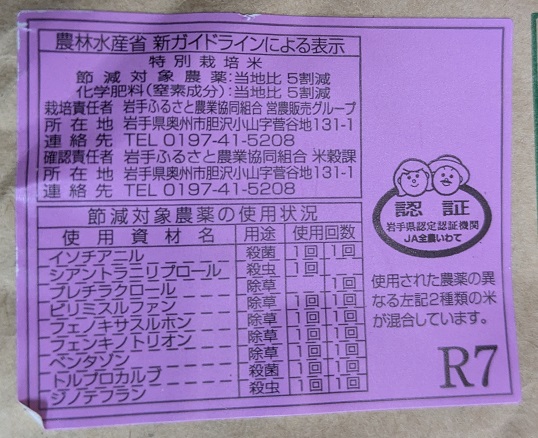 農林水産省 新ガイドラインによる表示
特別栽培米
節減対象農薬:当地比 5割減
化学肥料(窒素成分):当地比 5割減
栽培責任者 岩手ふるさと農業協同組合 営農販売グループ
所在地 岩手県奥州市胆沢小山字菅谷地131-1
連絡先 TEL 0197-41-5208
確認責任者 岩手ふるさと農業協同組合 米穀課
所在地 岩手県奥州市胆沢小山字菅谷地131-1
連絡先 TEL 0197-41-5208
節減対象農薬の使用状況
使用資材名 用途 使用回数
イソチアニル 殺菌 1回 1回
シアントラニリプロール 殺虫 1回
プレチラクロール 除草 1回
ピリミスルファン 除草 1回 1回
フェノキサスルホン 除草 1回 1回
フェンキノトリオン 除草 1回 1回
ベンタゾン 除草 1回 1回
トルプロカルブ 殺菌 1回 1回
ジノテフラン 殺虫 1回 1回
認証
岩手県認定認証機関
JA全農いわて
使用された農薬の異
なる左記2種類の米
が混合しています。
R7